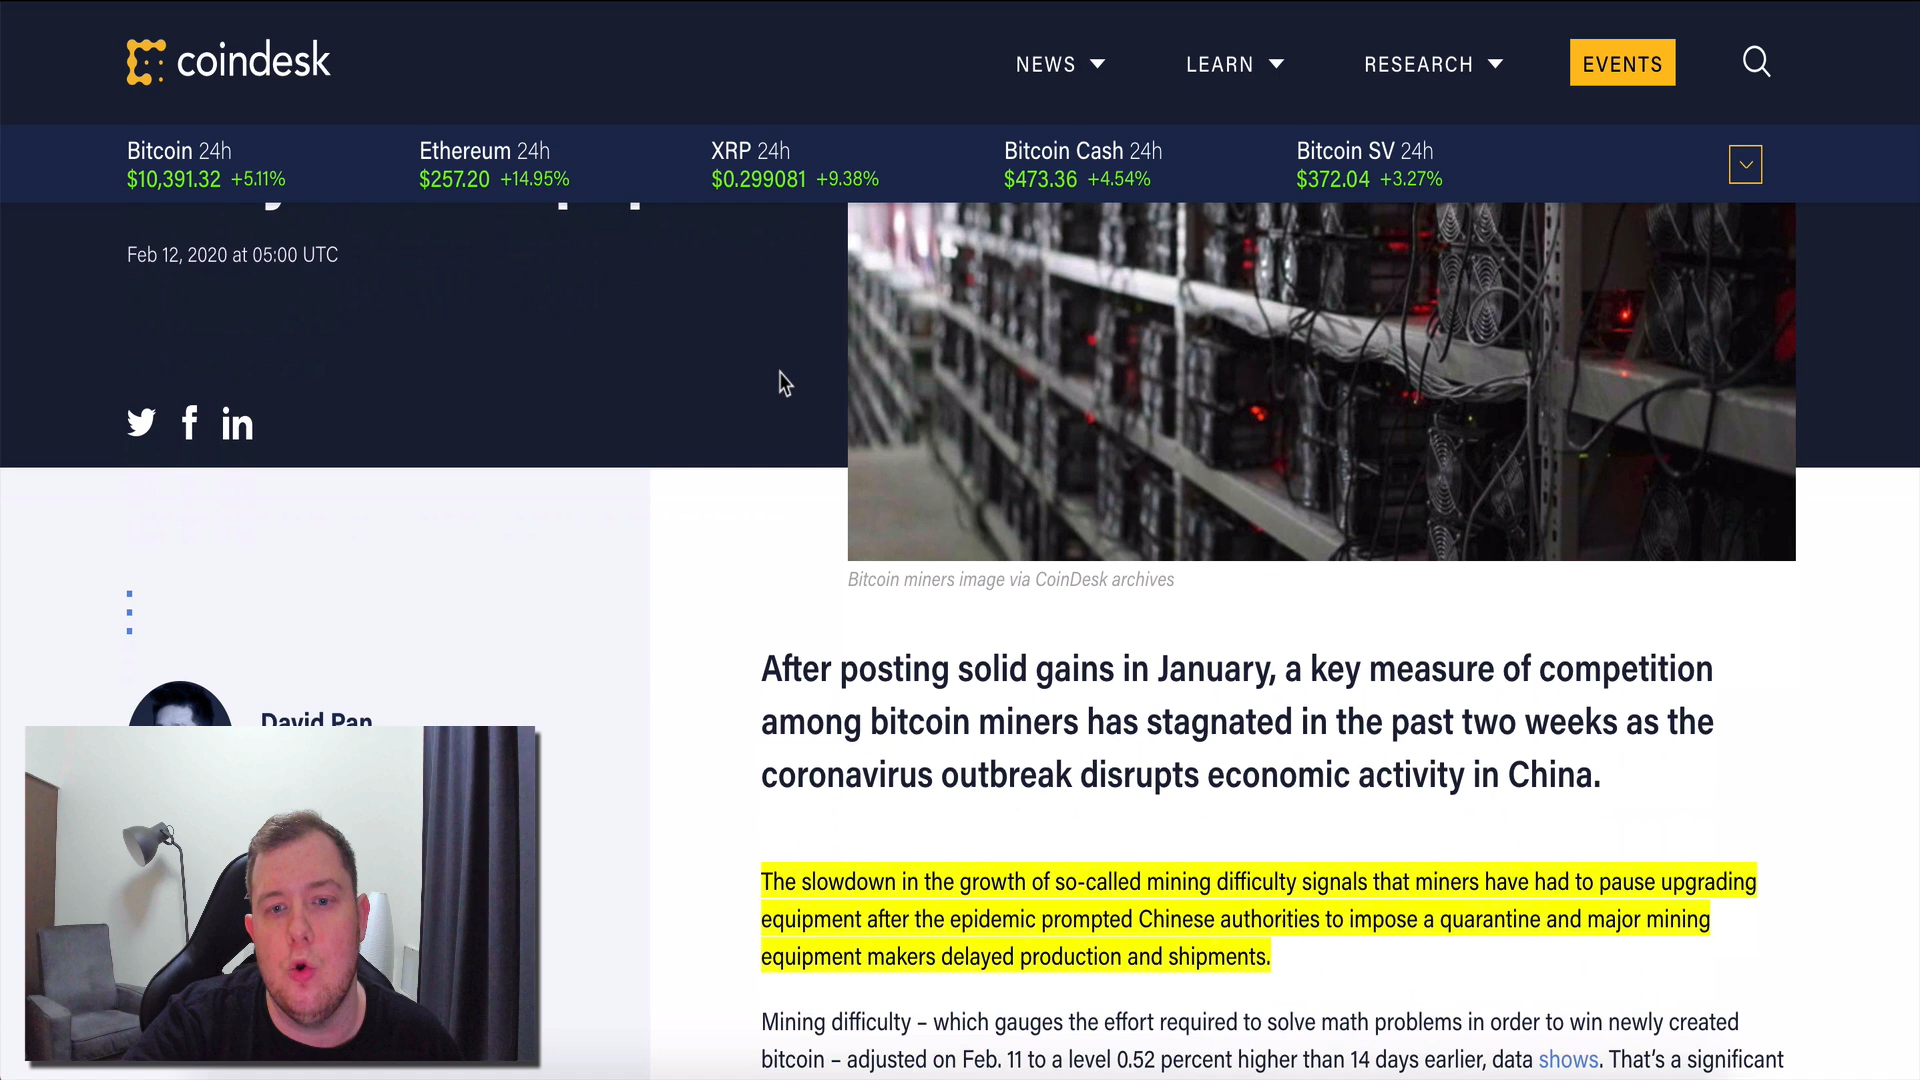 coindesk
NEWS
LEARN
RESEARCH
EVENTS
Bitcoin 24h
$10,391.32 +5.11%
Ethereum 24h
$257.20 +14.95%
XRP 24h
$0.299081 +9.38%
Bitcoin Cash 24h
$473.36 +4.54%
Bitcoin SV 24h
$372.04 +3.27%
Feb 12, 2020 at 05:00 UTC
Bitcoin miners image via CoinDesk archives
David Pan
After posting solid gains in January, a key measure of competition
among bitcoin miners has stagnated in the past two weeks as the
coronavirus outbreak disrupts economic activity in China.
The slowdown in the growth of so-called mining difficulty signals that miners have had to pause upgrading
equipment after the epidemic prompted Chinese authorities to impose a quarantine and major mining
equipment makers delayed production and shipments.
Mining difficulty – which gauges the effort required to solve math problems in order to win newly created
bitcoin – adjusted on Feb. 11 to a level 0.52 percent higher than 14 days earlier, data shows. That's a significant